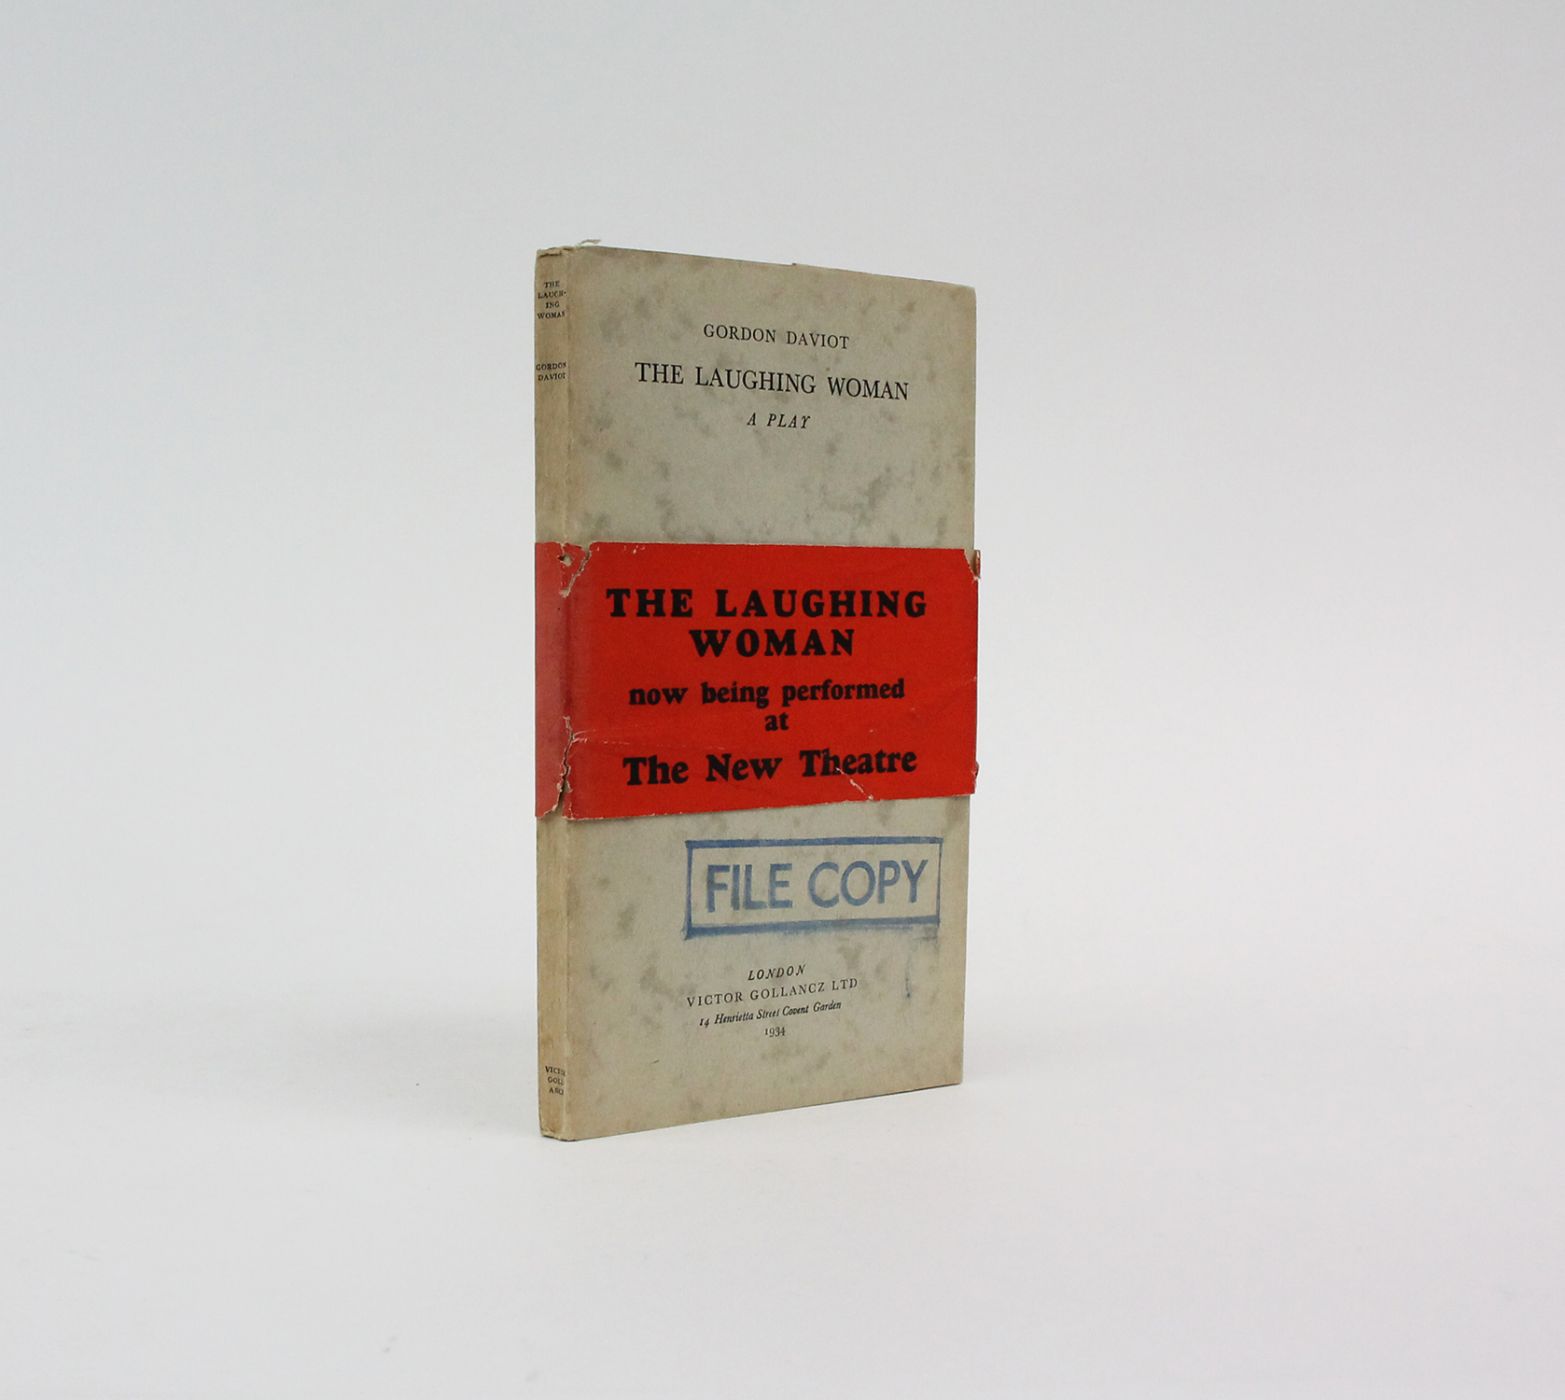 THE
LAUGH-
ING
WOMAN
GORDON
DAVIOT
GORDON DAVIOT
THE LAUGHING WOMAN
A PLAY
THE LAUGHING
WOMAN
now being performed
at
The New Theatre
FILE COPY
LONDON
VICTOR GOLLANCZ LTD
14 Henrietta Street Covent Garden
1934